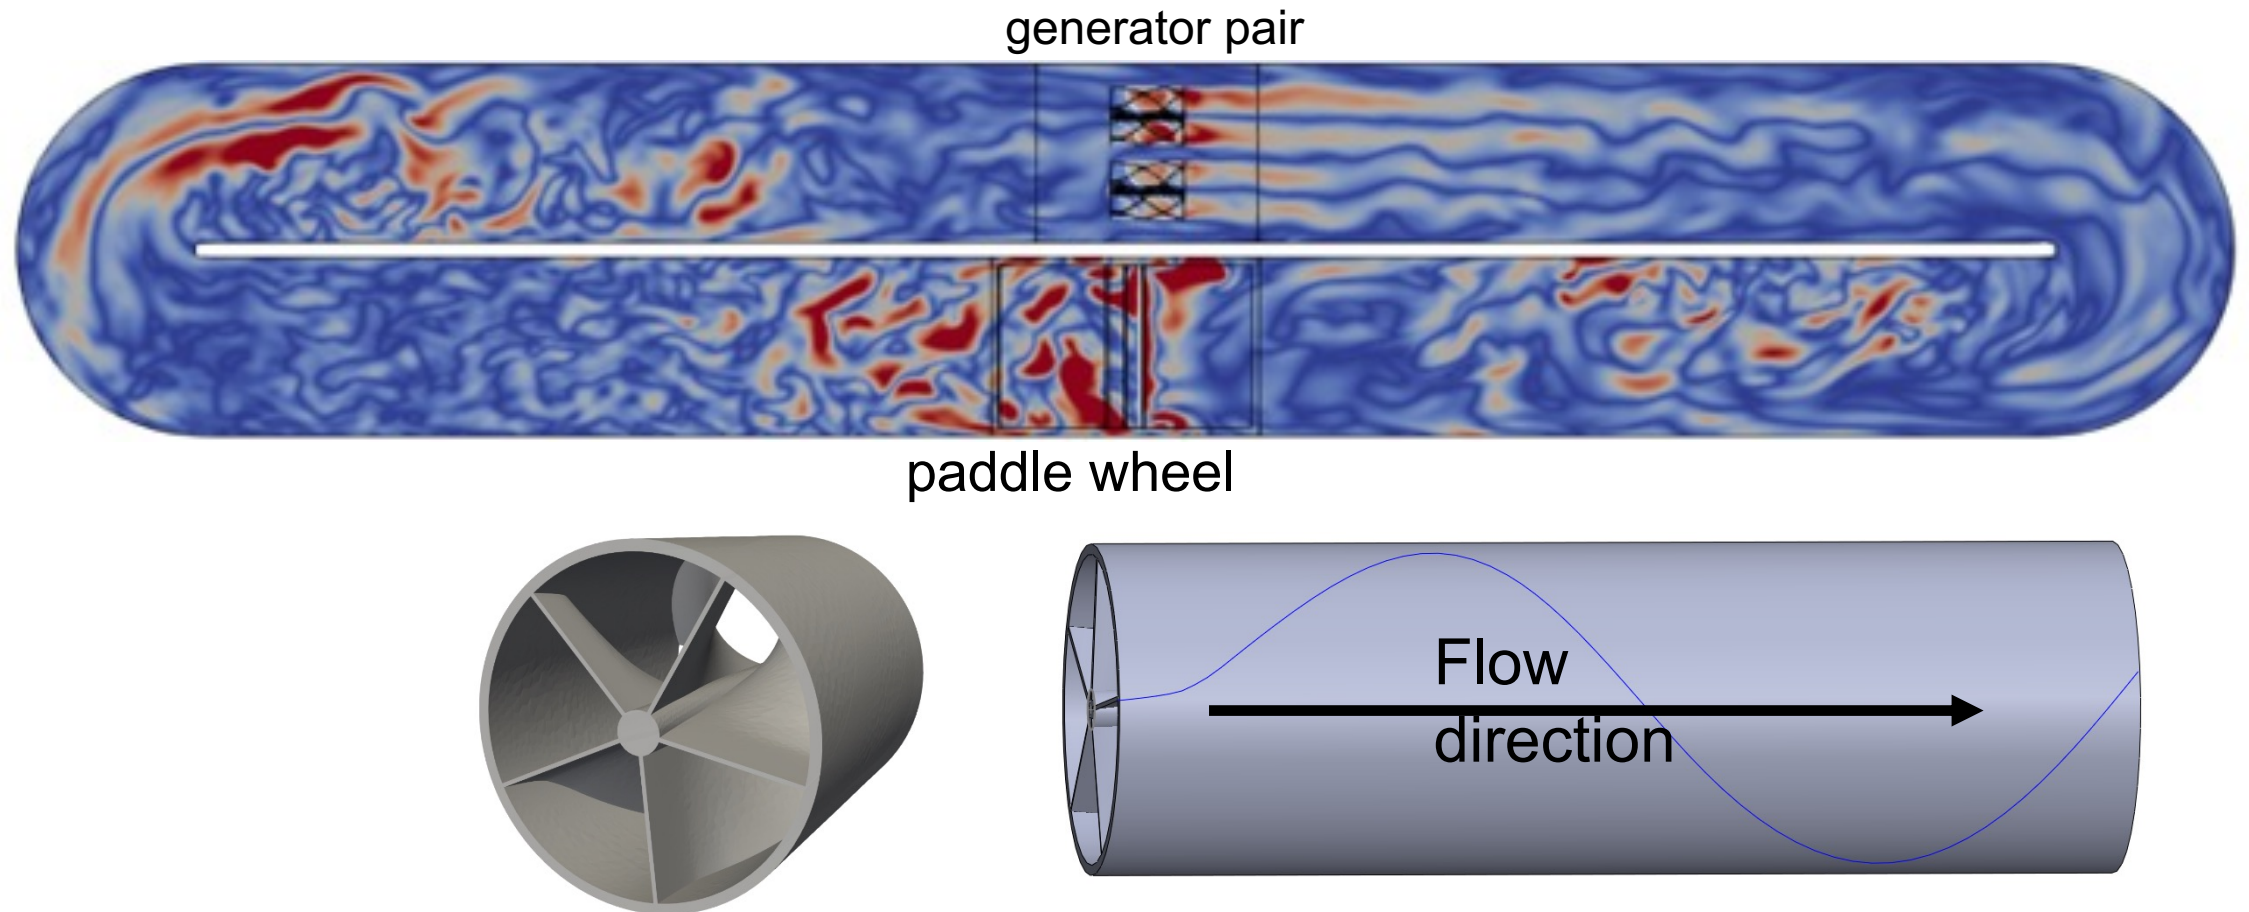 generator pair
paddle wheel
Flow
direction